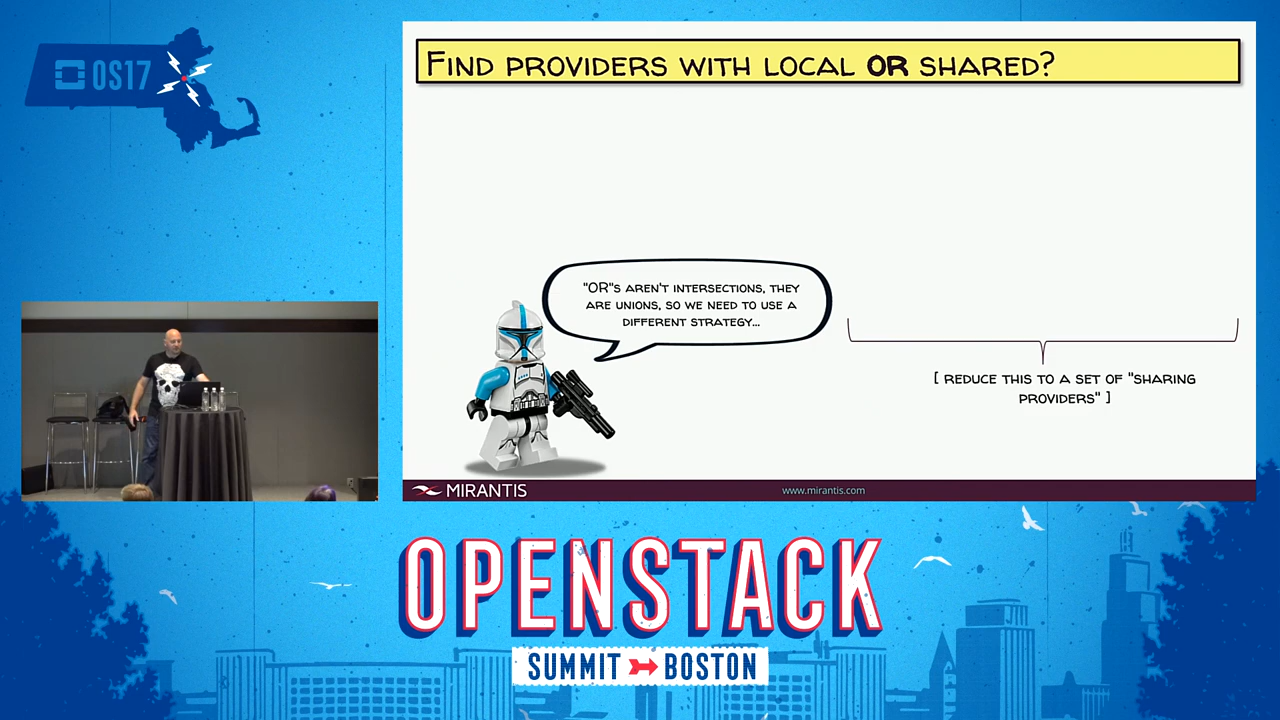 OS17
FIND PROVIDERS WITH LOCAL OR SHARED?
"OR"S AREN'T INTERSECTIONS, THEY
ARE UNIONS, SO WE NEED TO USE A
DIFFERENT STRATEGY...
[ REDUCE THIS TO A SET OF "SHARING
PROVIDERS" ]
MIRANTIS
www.mirantis.com
OPENSTACK
SUMMIT BOSTON